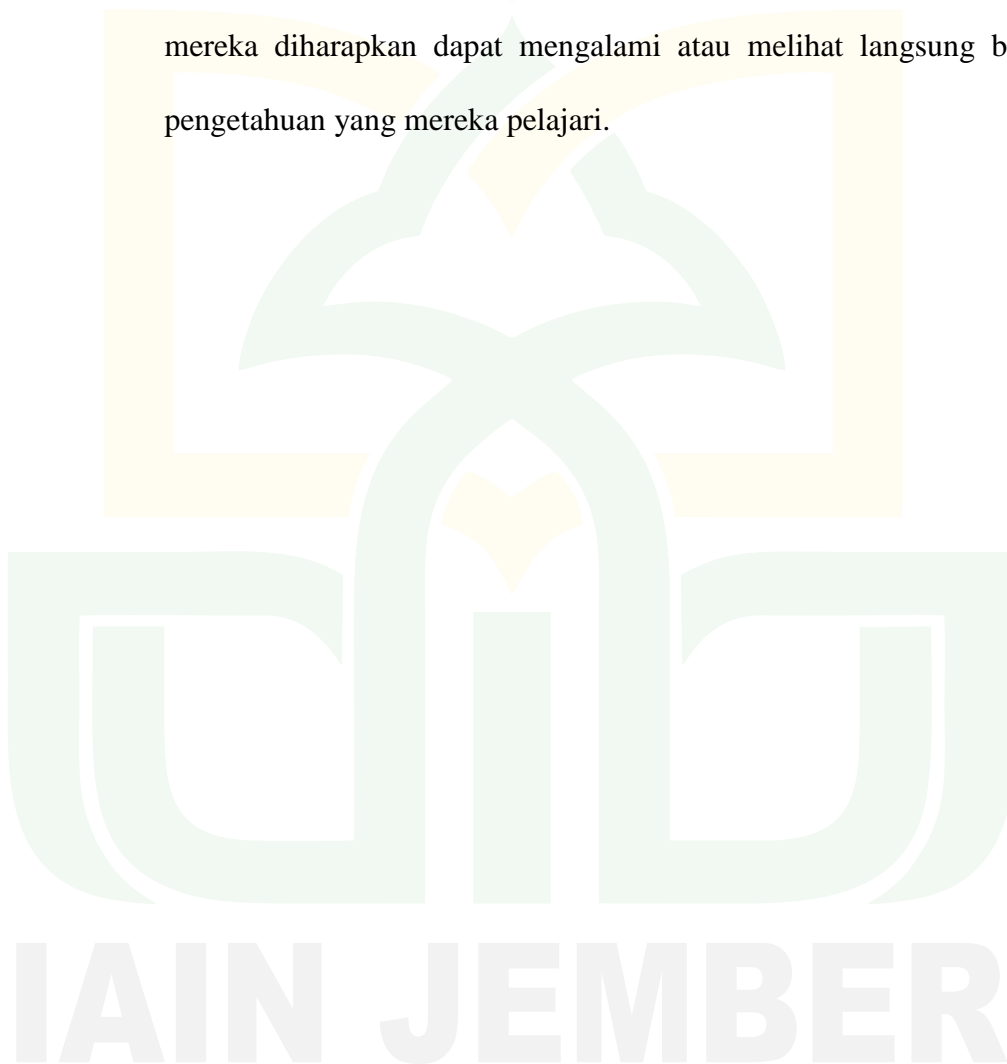 mereka diharapkan dapat mengalami atau melihat langsung
pengetahuan yang mereka pelajari.
IAIN JEMBER